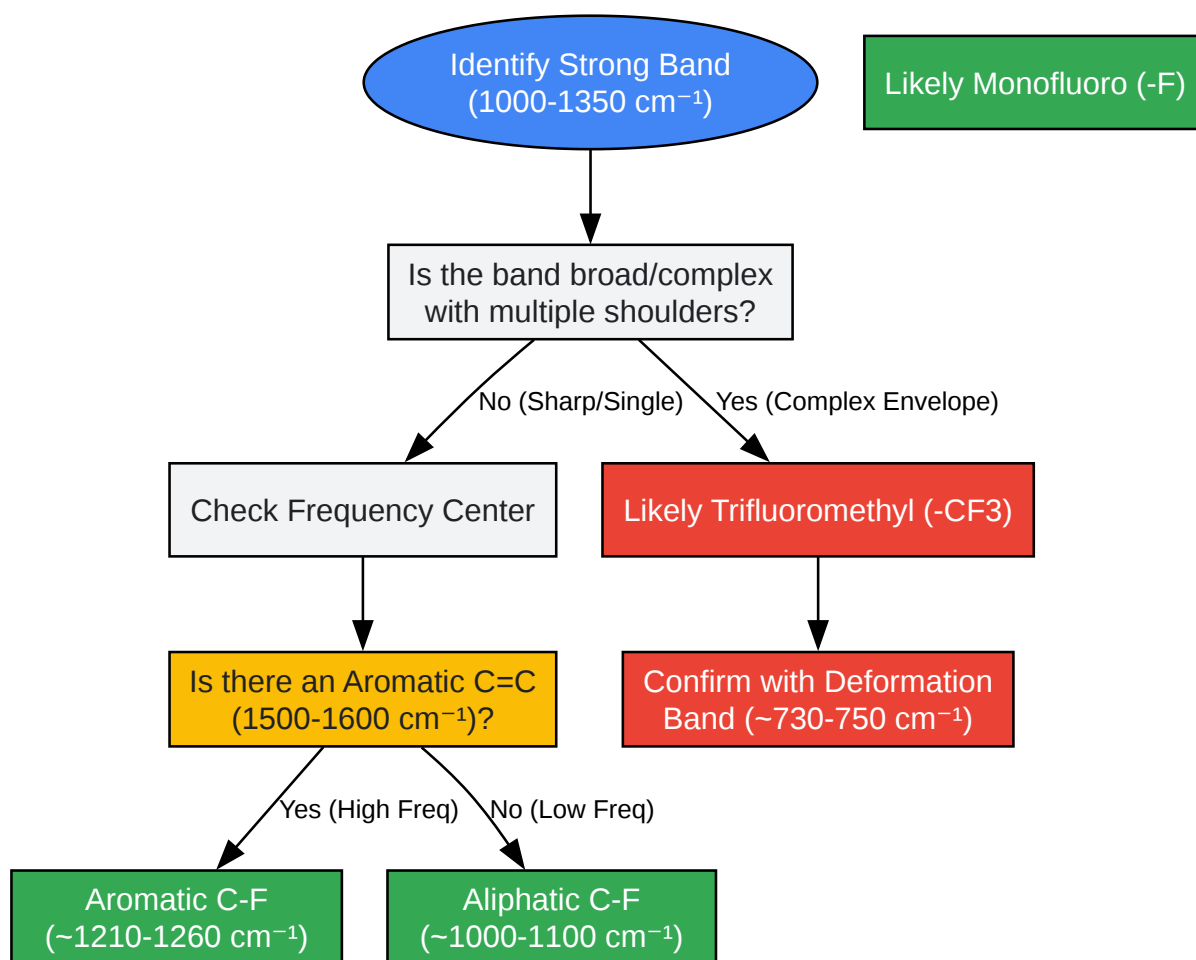 Identify Strong Band
(1000-1350 cm⁻¹)
Likely Monofluoro (-F)
Is the band broad/complex
with multiple shoulders?
No (Sharp/Single)
Yes (Complex Envelope)
Check Frequency Center
Likely Trifluoromethyl (-CF3)
Is there an Aromatic C=C
(1500-1600 cm⁻¹)?
Confirm with Deformation
Band (~730-750 cm⁻¹)
Yes (High Freq)
No (Low Freq)
Aromatic C-F
(~1210-1260 cm⁻¹)
Aliphatic C-F
(~1000-1100 cm⁻¹)